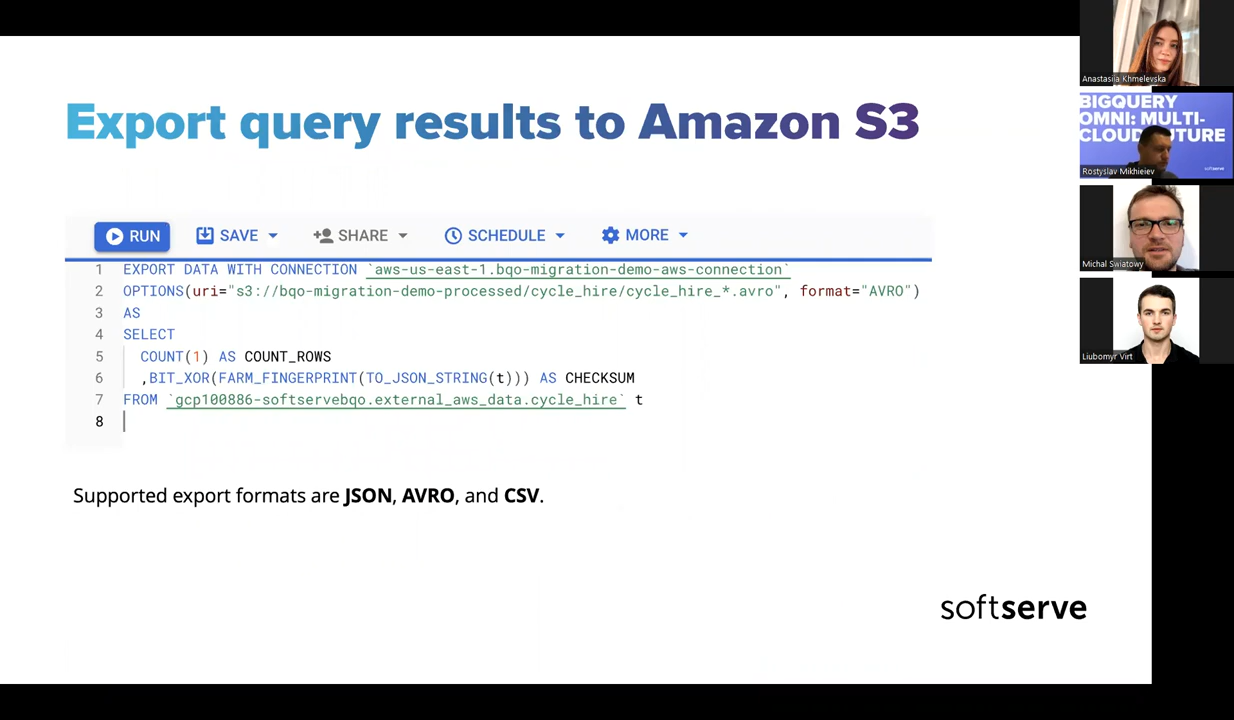 Export query results to Amazon S3
RUN SAVE SHARE SCHEDULE MORE
1 EXPORT DATA WITH CONNECTION `aws-us-east-1.bqo-migration-demo-aws-connection`
2 OPTIONS(uri="s3://bqo-migration-demo-processed/cycle_hire/cycle_hire_*.avro", format="AVRO")
3 AS
4 SELECT
5 COUNT(1) AS COUNT_ROWS
6 ,BIT_XOR(FARM_FINGERPRINT(TO_JSON_STRING(t))) AS CHECKSUM
7 FROM `gcp100886-softservebqo.external_aws_data.cycle_hire` t
8
Supported export formats are JSON, AVRO, and CSV.
softserve
Anastasiia Khmelevska
BIGQUERY
OMNI: MULTI-
CLOUD FUTURE
softserve
Rostyslav Mikhieiev
Michal Swiatowy
Liubomyr Virt